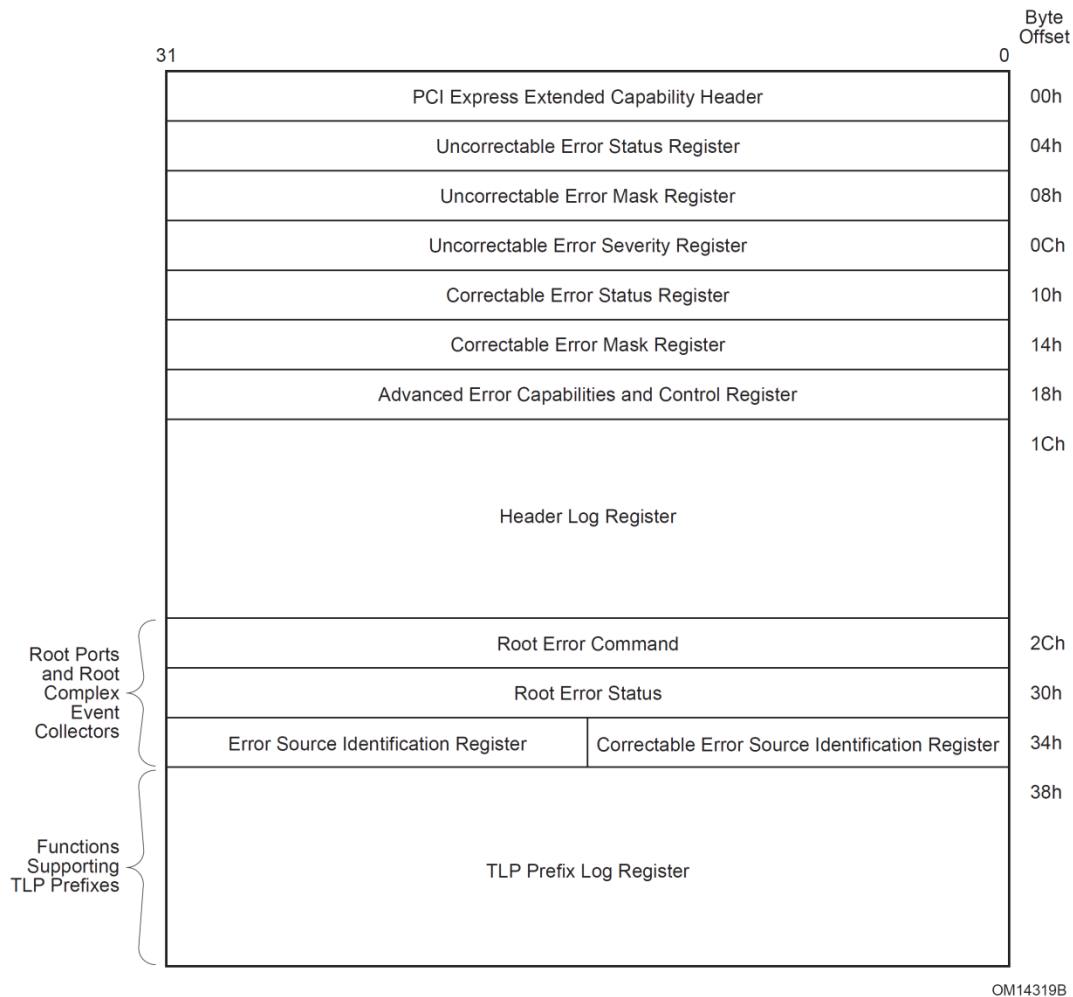 Byte
Offset
31
0
PCI Express Extended Capability Header
00h
Uncorrectable Error Status Register
04h
Uncorrectable Error Mask Register
08h
Uncorrectable Error Severity Register
0Ch
Correctable Error Status Register
10h
Correctable Error Mask Register
14h
Advanced Error Capabilities and Control Register
18h
1Ch
Header Log Register
Root Ports
and Root
Complex
Event
Collectors
Root Error Command
2Ch
Root Error Status
30h
Error Source Identification Register
Correctable Error Source Identification Register
34h
38h
Functions
Supporting
TLP Prefixes
TLP Prefix Log Register
OM14319B